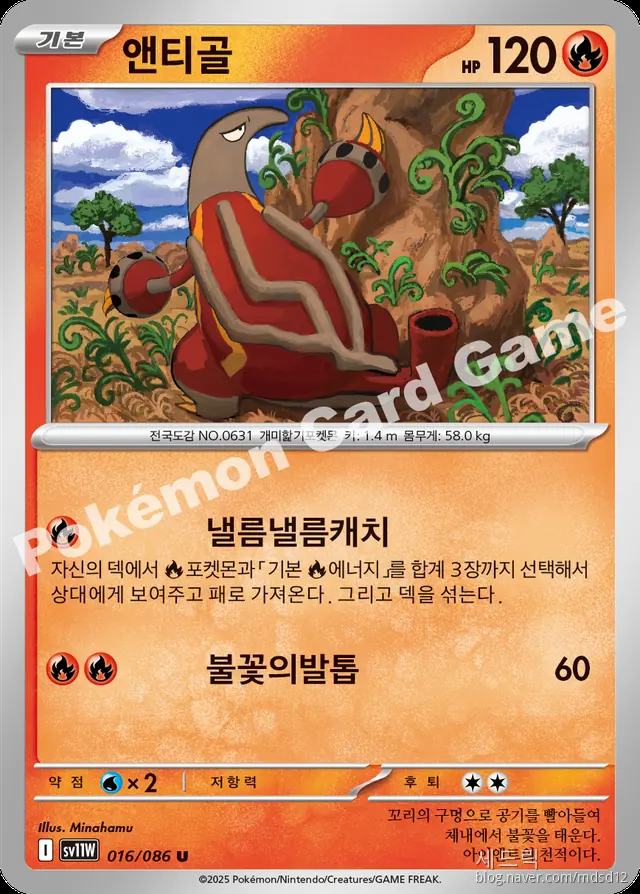 기본
앤티골
HP 120
전국도감 NO.0631 개미핥기포켓몬 키: 1.4 m 몸무게: 58.0 kg
Pokémon Card Game
낼름낼름캐치
자신의 덱에서 포켓몬과 「기본 에너지」를 합계 3장까지 선택해서
상대에게 보여주고 패로 가져온다. 그리고 덱을 섞는다.
불꽃의발톱 60
약점 ×2 저항력 후퇴
Illus. Minahamu
꼬리의 구멍으로 공기를 빨아들여
체내에서 불꽃을 태운다.
천적이다.
I sv11W 016/086 U
세드릭
©2025 Pokémon/Nintendo/Creatures/GAME FREAK.
blog.naver.com/mdsd12